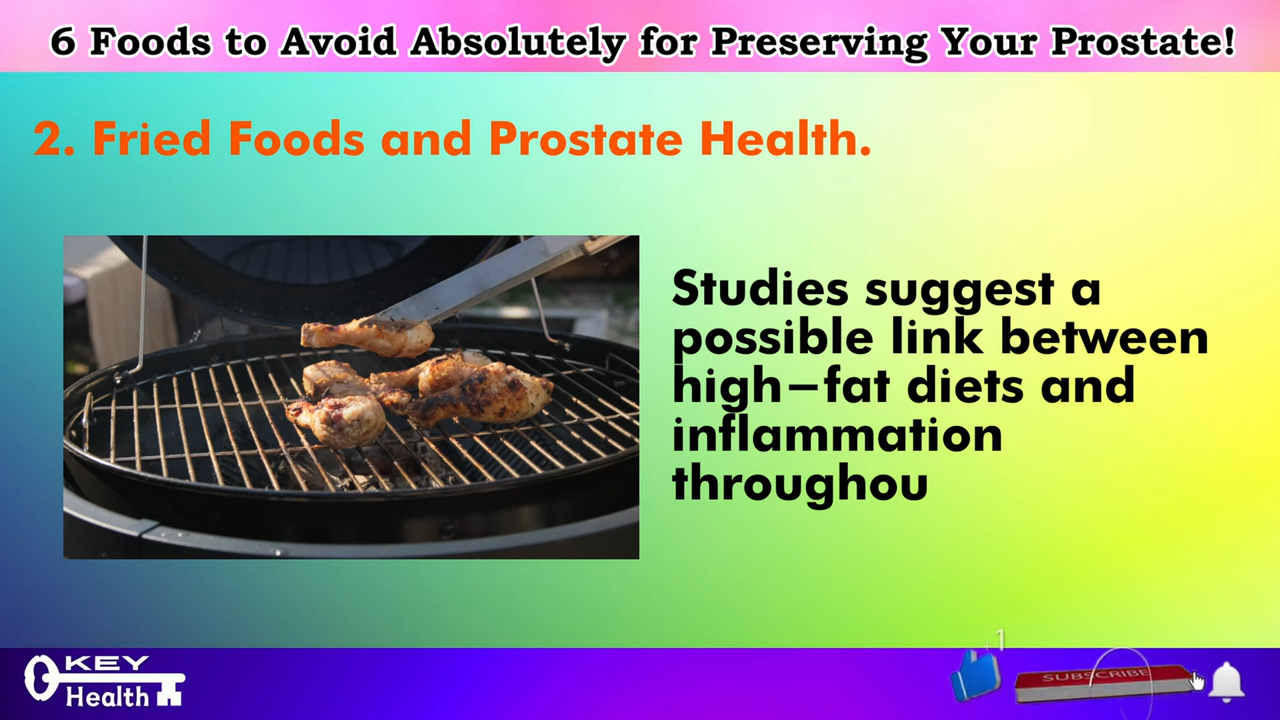 6 Foods to Avoid Absolutely for Preserving Your Prostate!
2. Fried Foods and Prostate Health.
Studies suggest a
possible link between
high–fat diets and
inflammation
throughou
KEY
Health
+1
SUBSCRIBE